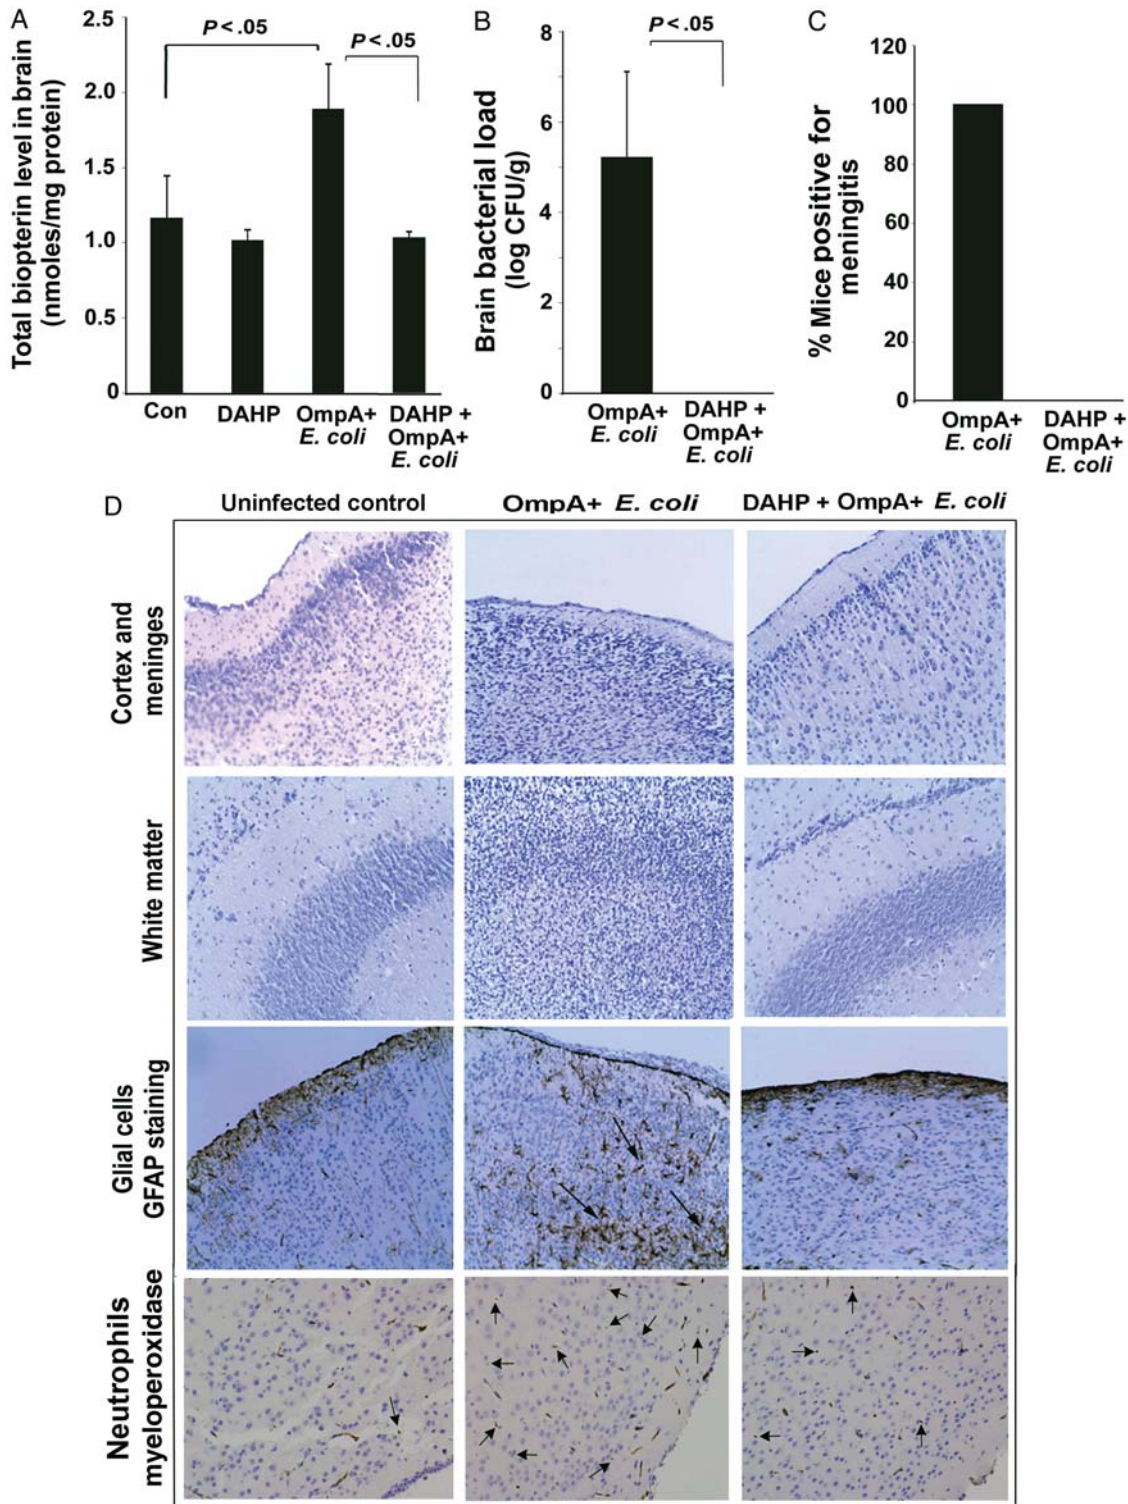 A
Total biopterin level in brain
(nmoles/mg protein)
2.5
2.0
1.5
1.0
0.5
0
P < .05
P < .05
Con
DAHP
OmpA+
E. coli
DAHP +
OmpA+
E. coli
B
Brain bacterial load
(log CFU/g)
8
6
4
2
0
P < .05
OmpA+
E. coli
DAHP +
OmpA+
E. coli
C
% Mice positive for
meningitis
120
100
80
60
40
20
0
OmpA+
E. coli
DAHP +
OmpA+
E. coli
D
Uninfected control
OmpA+ E. coli
DAHP + OmpA+ E. coli
Cortex and
meninges
White matter
Glial cells
GFAP staining
Neutrophils
myeloperoxidase